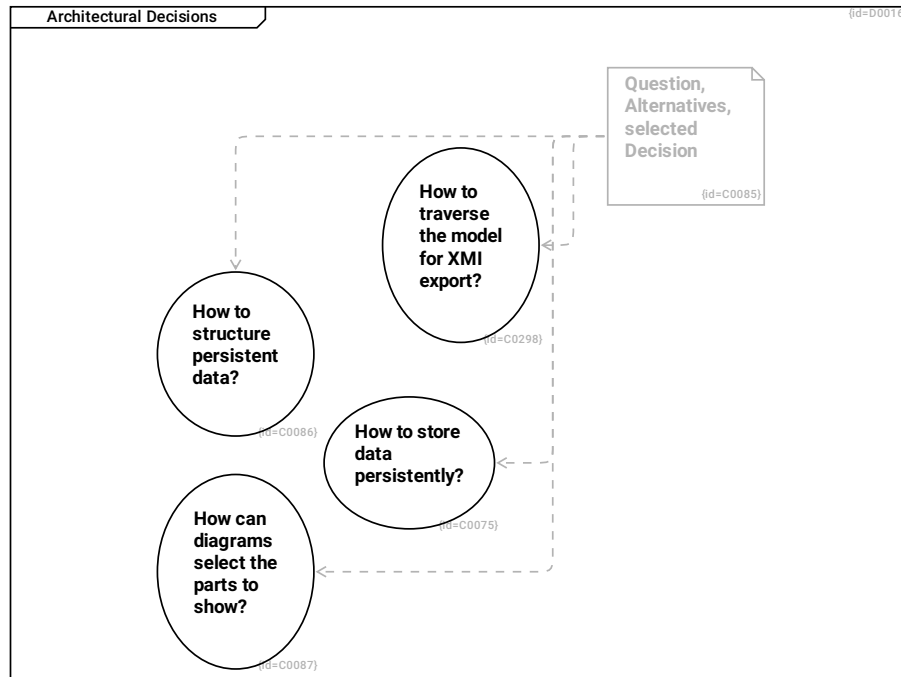 Architectural Decisions
{id=D0016
Question,
Alternatives,
selected
Decision
{id=C0085}
How to
traverse
the model
for XMI
export?
{id=C0298}
How to
structure
persistent
data?
{id=C0086}
How to store
data
persistently?
{id=C0075}
How can
diagrams
select the
parts to
show?
{id=C0087}